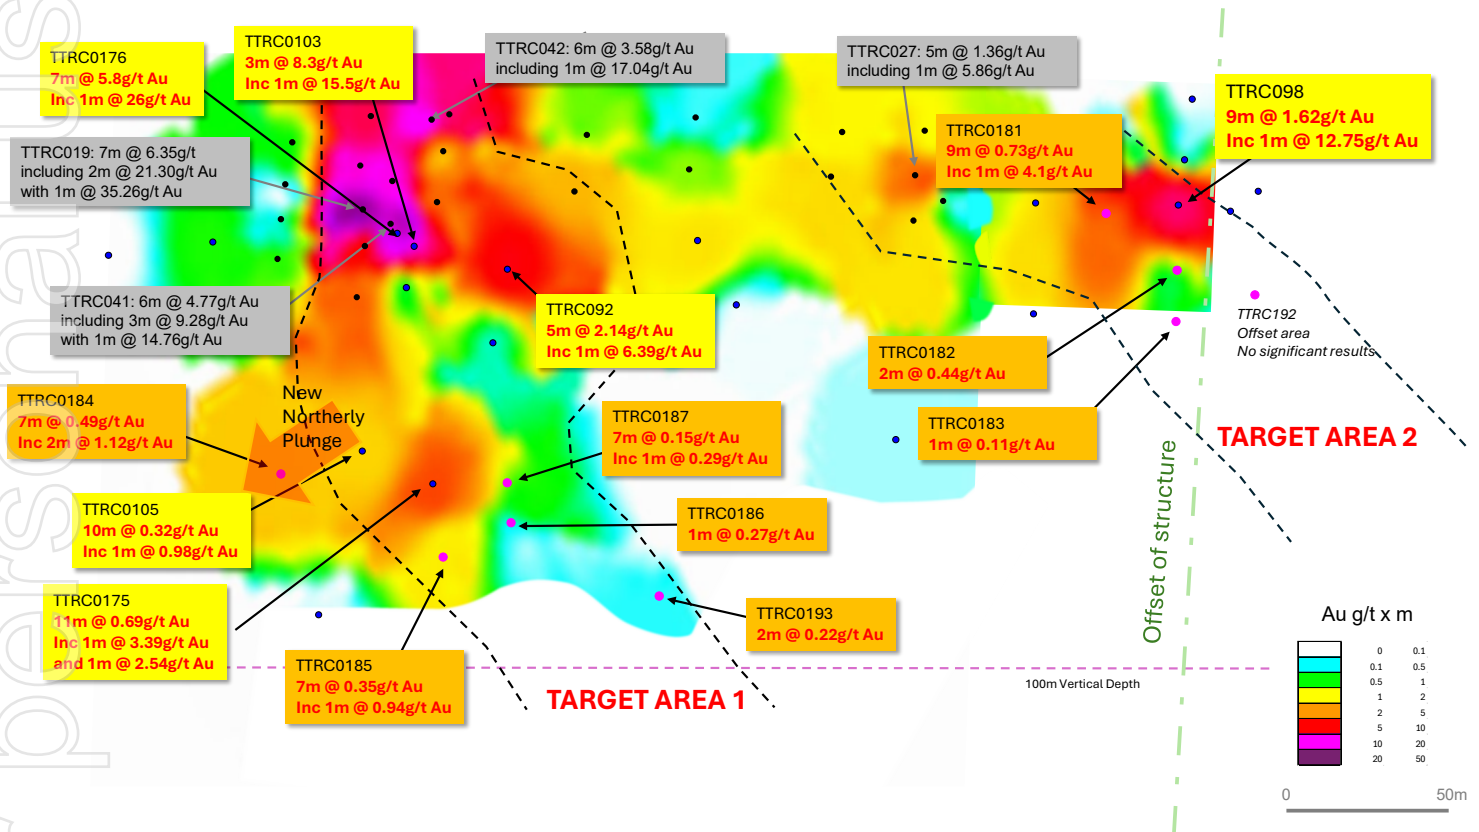 TTRC0176
7m @ 5.8g/t Au
Inc 1m @ 26g/t Au
TTRC0103
3m @ 8.3g/t Au
Inc 1m @ 15.5g/t Au
TTRC042: 6m @ 3.58g/t Au
including 1m @ 17.04g/t Au
TTRC027: 5m @ 1.36g/t Au
including 1m @ 5.86g/t Au
TTRC098
9m @ 1.62g/t Au
Inc 1m @ 12.75g/t Au
TTRC0181
9m @ 0.73g/t Au
Inc 1m @ 4.1g/t Au
TTRC019: 7m @ 6.35g/t
including 2m @ 21.30g/t Au
with 1m @ 35.26g/t Au
TTRC041: 6m @ 4.77g/t Au
including 3m @ 9.28g/t Au
with 1m @ 14.76g/t Au
TTRC092
5m @ 2.14g/t Au
Inc 1m @ 6.39g/t Au
TTRC192
Offset area
No significant results
TTRC0182
2m @ 0.44g/t Au
TTRC0184
7m @ 0.49g/t Au
Inc 2m @ 1.12g/t Au
New
Northerly
Plunge
TTRC0187
7m @ 0.15g/t Au
Inc 1m @ 0.29g/t Au
TTRC0183
1m @ 0.11g/t Au
TARGET AREA 2
TTRC0105
10m @ 0.32g/t Au
Inc 1m @ 0.98g/t Au
TTRC0186
1m @ 0.27g/t Au
Offset of structure
TTRC0175
11m @ 0.69g/t Au
Inc 1m @ 3.39g/t Au
and 1m @ 2.54g/t Au
TTRC0193
2m @ 0.22g/t Au
TTRC0185
7m @ 0.35g/t Au
Inc 1m @ 0.94g/t Au
TARGET AREA 1
100m Vertical Depth
Au g/t x m
0 0.1
0.1 0.5
0.5 1
1 2
2 5
5 10
10 20
20 50
0 50m
personal us